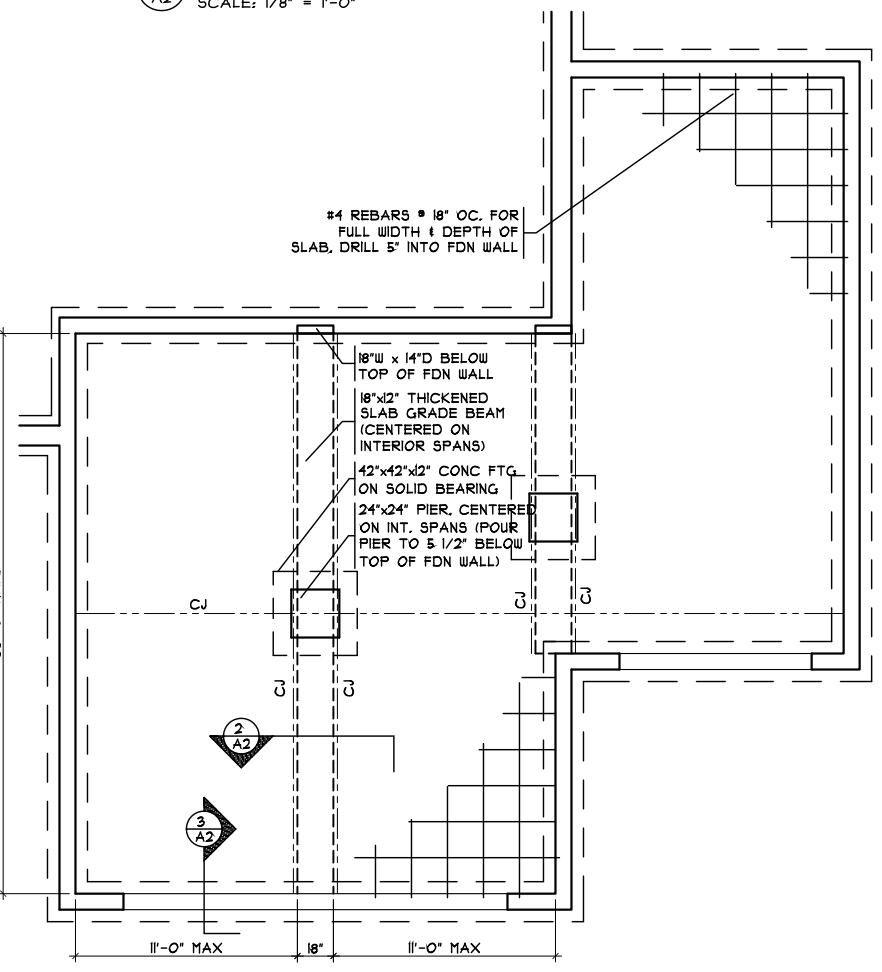 A2
SCALE: 1/8" = 1'-0"
#4 REBARS @ 18" OC. FOR
FULL WIDTH & DEPTH OF
SLAB. DRILL 5" INTO FDN WALL
18"W x 14"D BELOW
TOP OF FDN WALL
18"x12" THICKENED
SLAB GRADE BEAM
(CENTERED ON
INTERIOR SPANS)
42"x42"x12" CONC FTG
ON SOLID BEARING
24"x24" PIER, CENTERED
ON INT. SPANS (POUR
PIER TO 5 1/2" BELOW
TOP OF FDN WALL)
CJ
CJ
CJ
CJ
CJ
2
A2
3
A2
11'-0" MAX
18"
11'-0" MAX